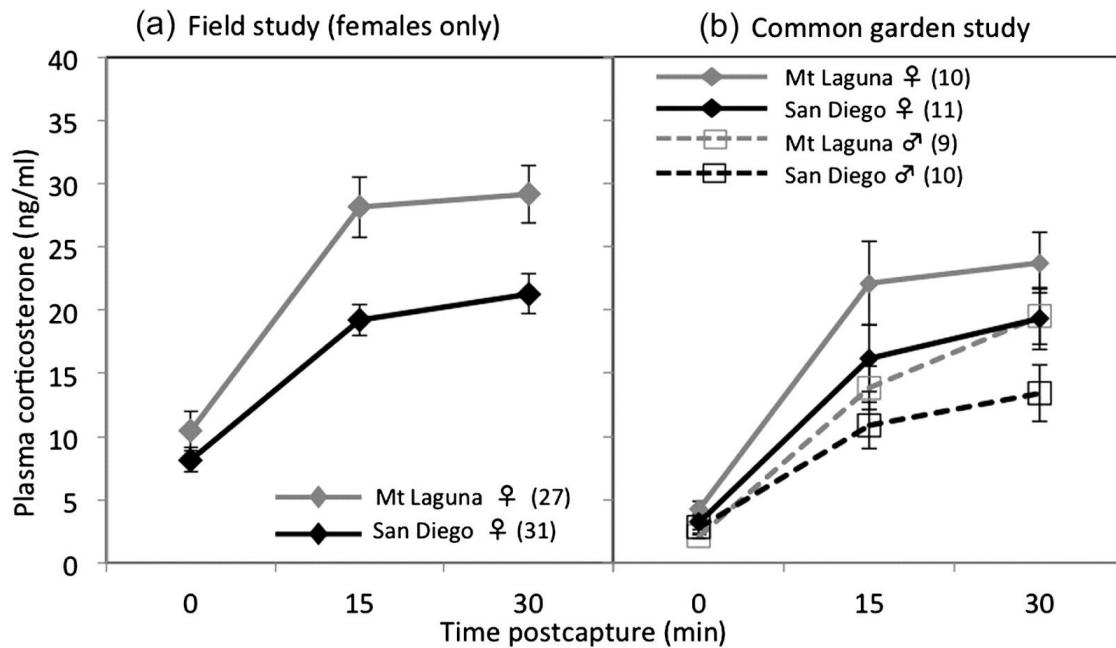 (a) Field study (females only)
(b) Common garden study
Plasma corticosterone (ng/ml)
40
35
30
25
20
15
10
5
0
Mt Laguna ♀ (27)
San Diego ♀ (31)
Mt Laguna ♀ (10)
San Diego ♀ (11)
Mt Laguna ♂ (9)
San Diego ♂ (10)
0 15 30 0 15 30
Time postcapture (min)